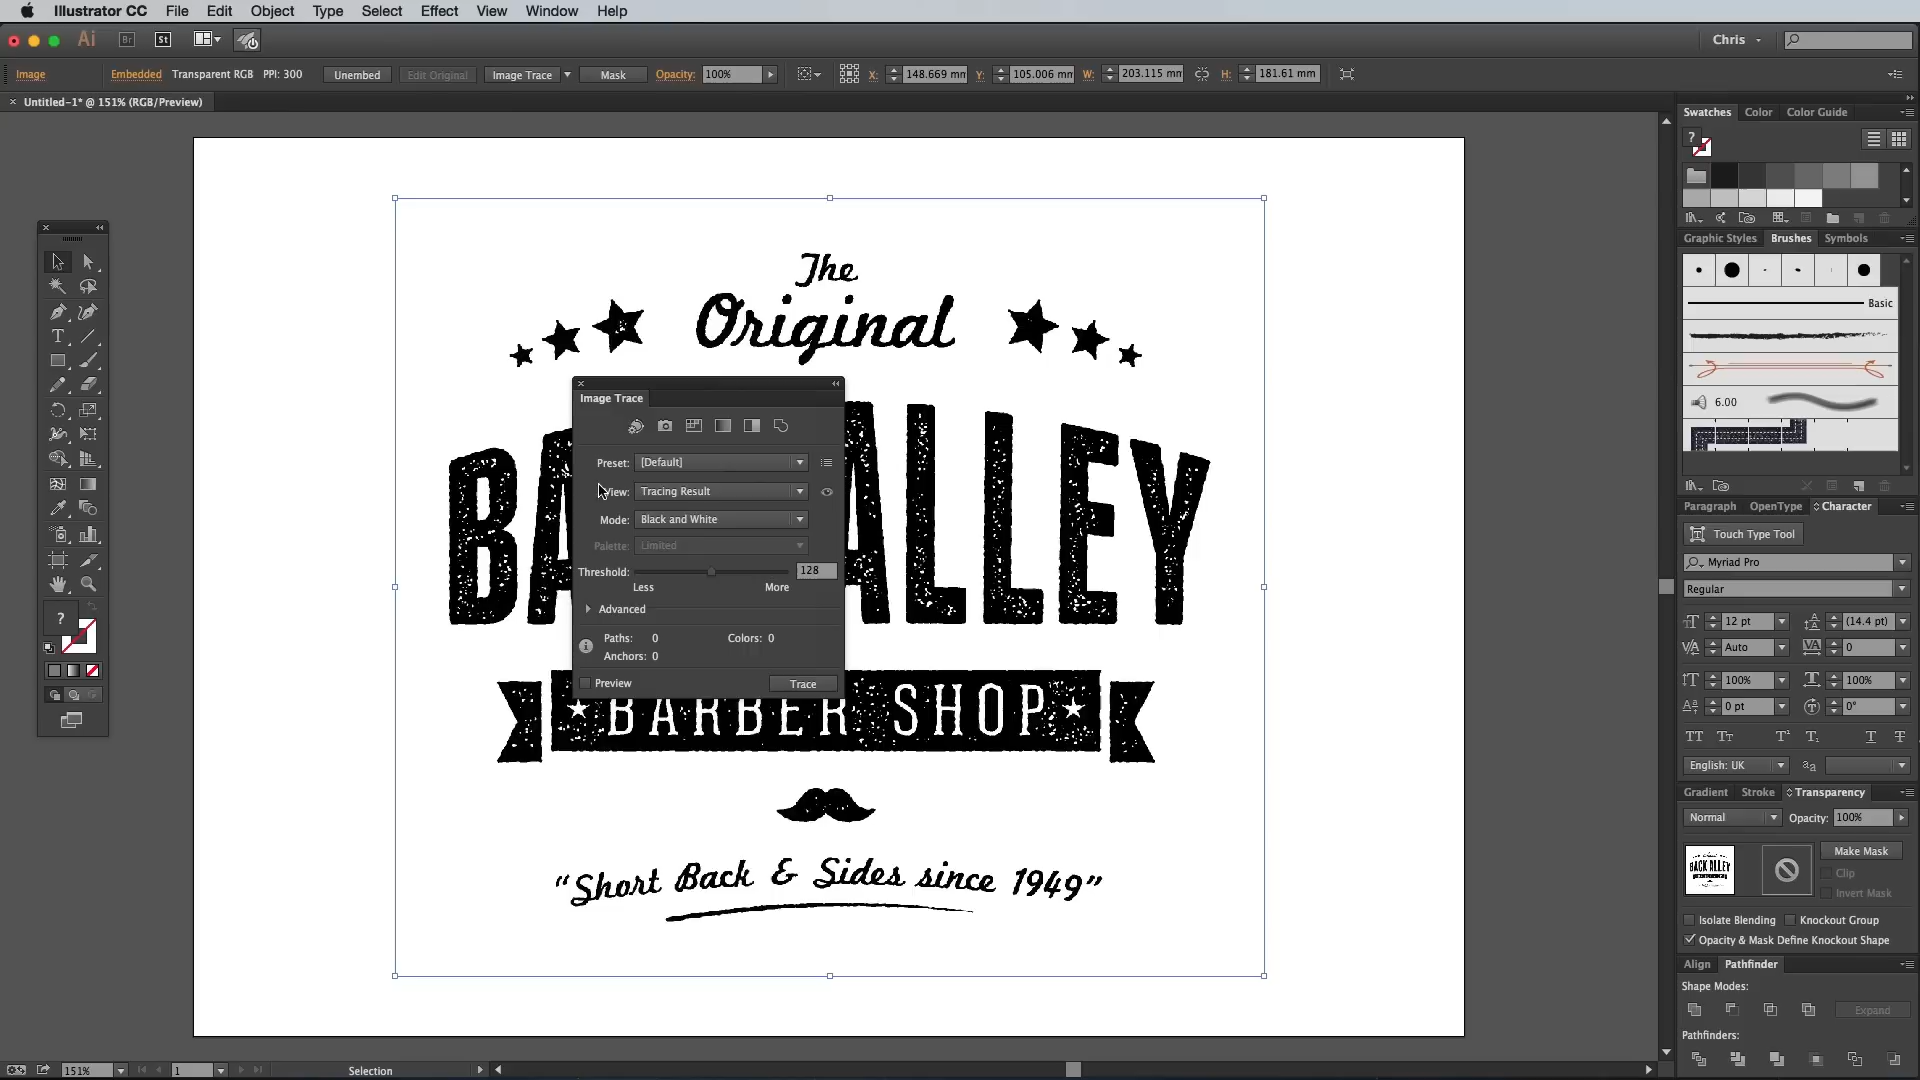 Illustrator CC File Edit Object Type Select Effect View Window Help
Ai Br St Chris
Image Embedded Transparent RGB PPI: 300 Unembed Edit Original Image Trace Mask Opacity: 100% X: 148.669 mm Y: 105.006 mm W: 203.115 mm H: 181.61 mm
× Untitled-1* @ 151% (RGB/Preview)
The
Original
ALLEY
BARBER SHOP
“Short Back & Sides since 1949”
Image Trace
Preset: [Default]
View: Tracing Result
Mode: Black and White
Palette: Limited
Threshold: 128
Less More
Advanced
Paths: 0 Colors: 0
Anchors: 0
Preview Trace
Swatches Color Color Guide
?
Graphic Styles Brushes Symbols
Basic
6.00
Paragraph OpenType Character
Touch Type Tool
Myriad Pro
Regular
12 pt (14.4 pt)
Auto 0
100% 100%
0 pt 0°
English: UK
Gradient Stroke Transparency
Normal Opacity: 100%
BACK ALLEY
Make Mask
Clip
Invert Mask
Isolate Blending Knockout Group
Opacity & Mask Define Knockout Shape
Align Pathfinder
Shape Modes:
Expand
Pathfinders:
?
151% 1 Selection